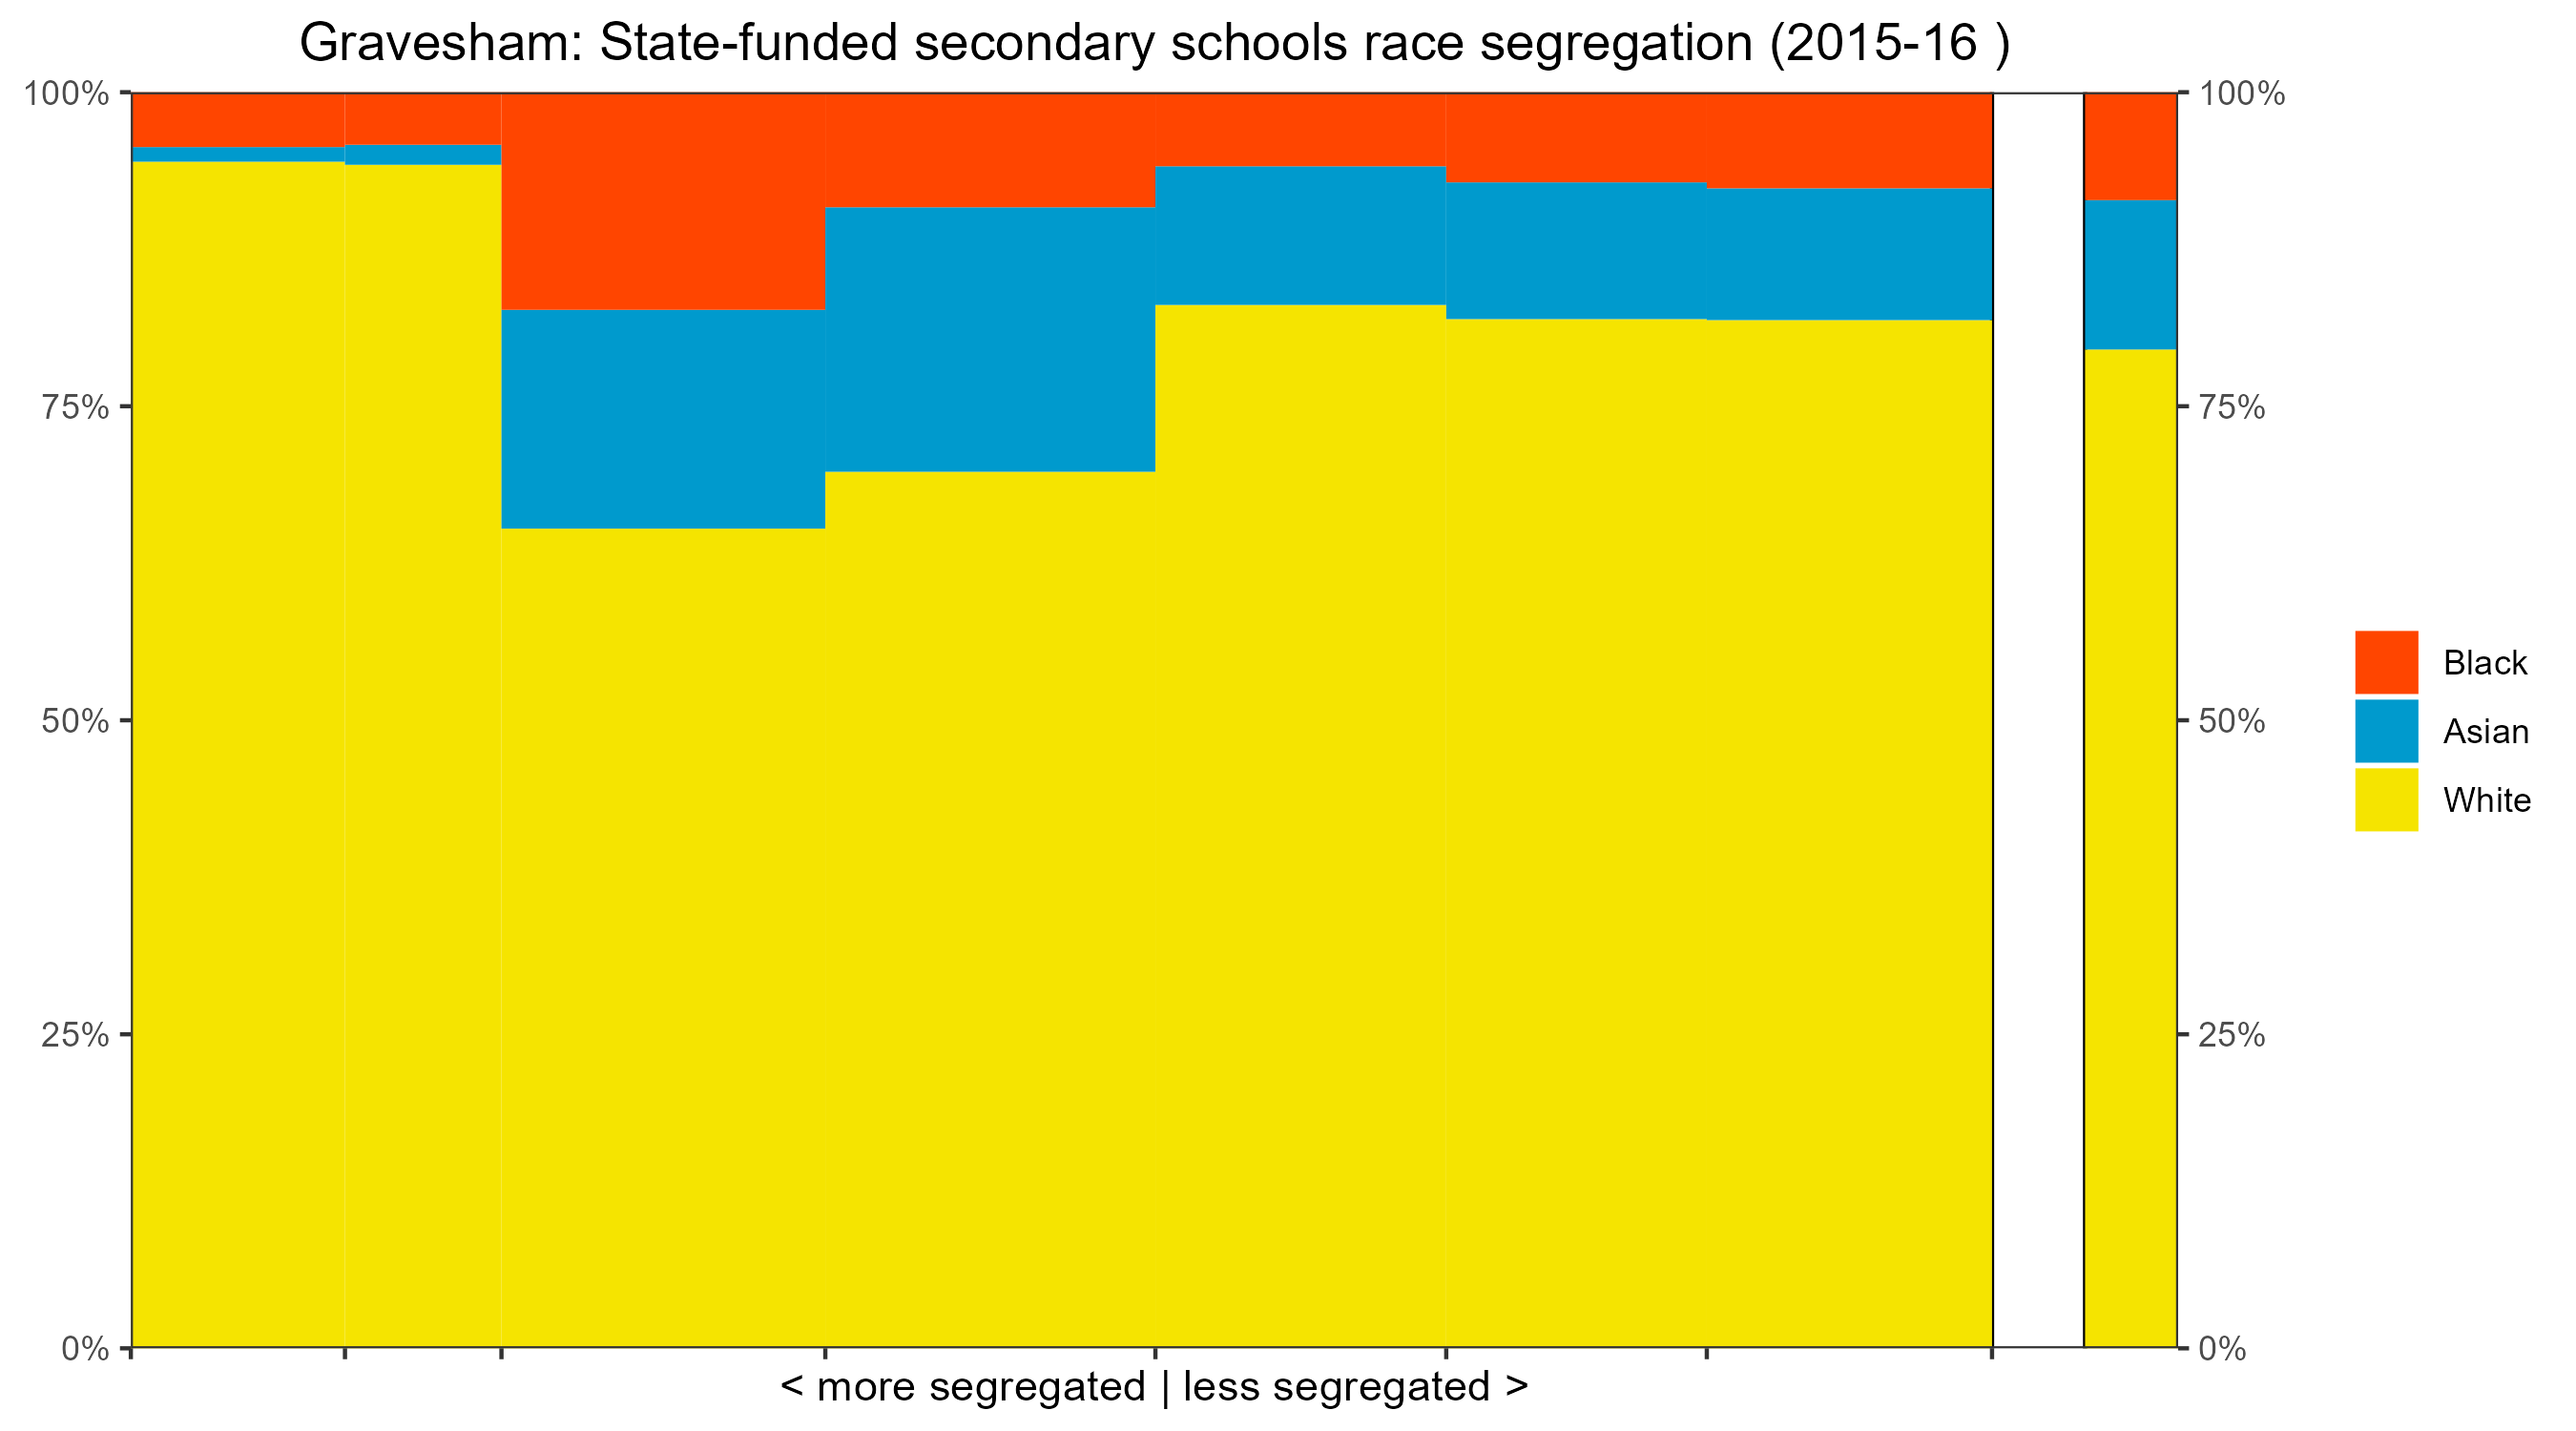 Gravesham: State-funded secondary schools race segregation (2015-16 )
100%
75%
50%
25%
0%
100%
75%
50%
25%
0%
Black
Asian
White
< more segregated | less segregated >